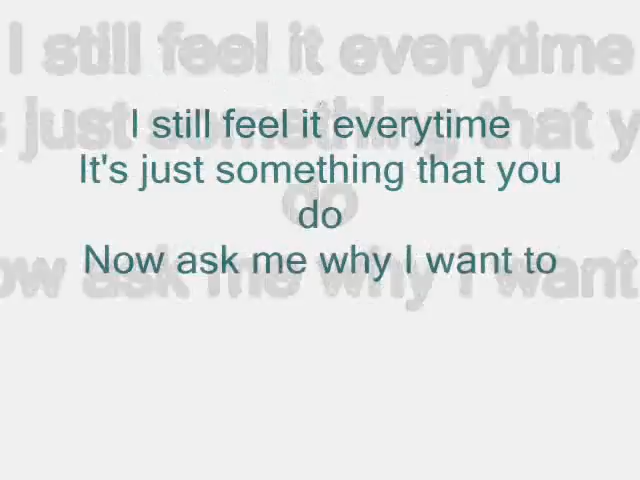 I still feel it everytime
It's just something that you
do
Now ask me why I want to